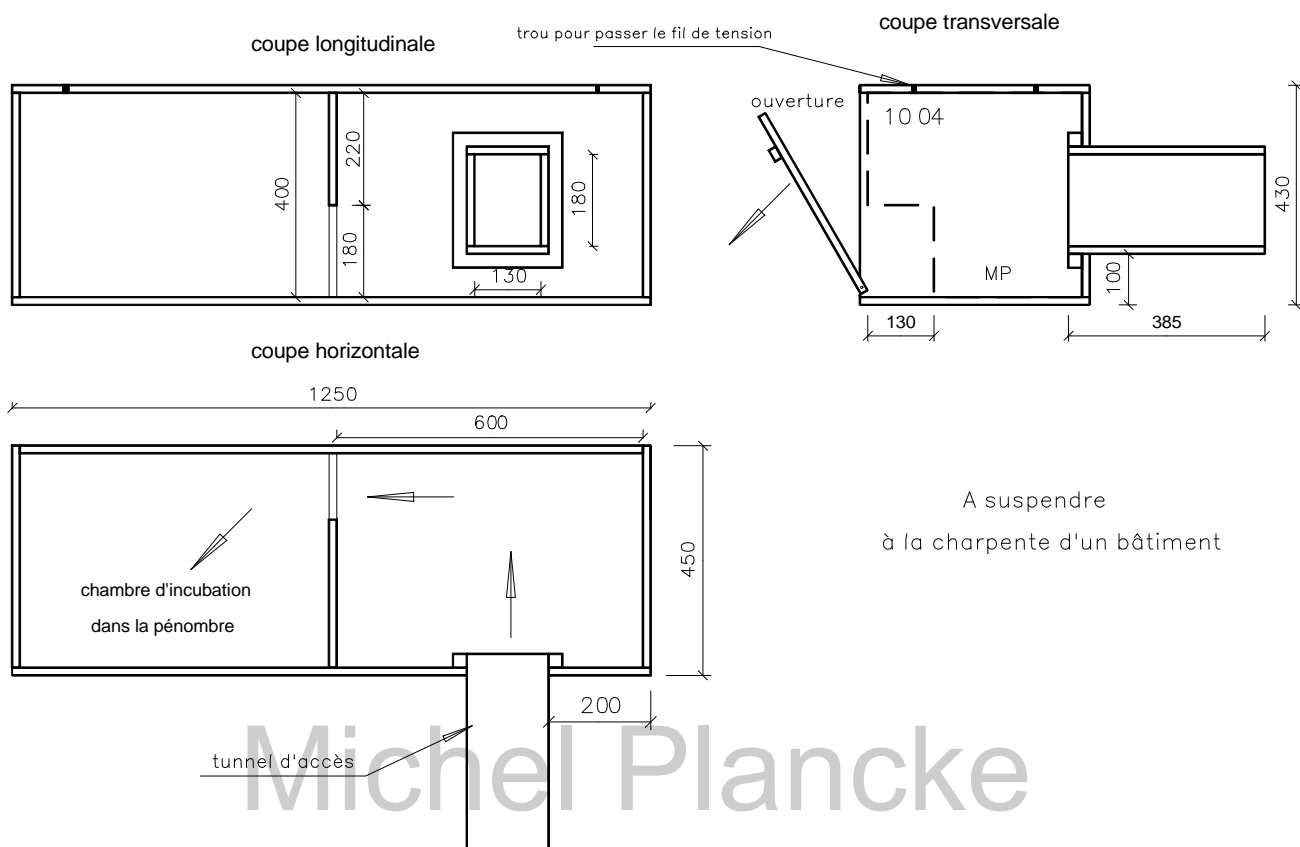 coupe longitudinale
trou pour passer le fil de tension
coupe transversale
ouverture
10 04
400
220
180
180
130
MP
100
430
130
385
coupe horizontale
1250
600
450
200
chambre d'incubation
dans la pénombre
A suspendre
à la charpente d'un bâtiment
tunnel d'accès
Michel Plancke